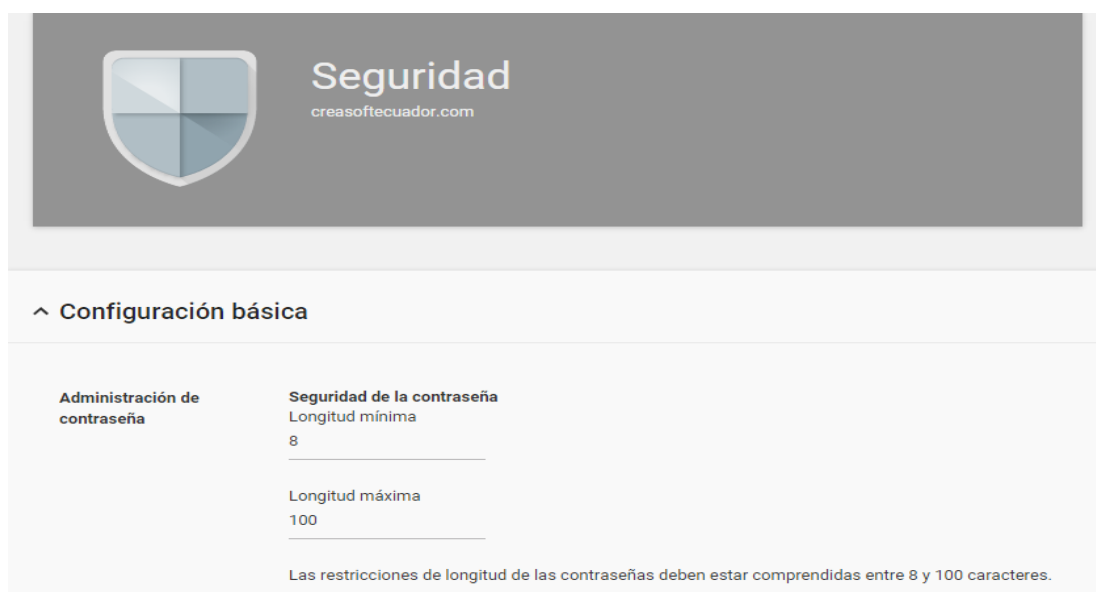 Seguridad
creasoftecuador.com
Configuración básica
Administración de
contraseña
Seguridad de la contraseña
Longitud mínima
8
Longitud máxima
100
Las restricciones de longitud de las contraseñas deben estar comprendidas entre 8 y 100 caracteres.